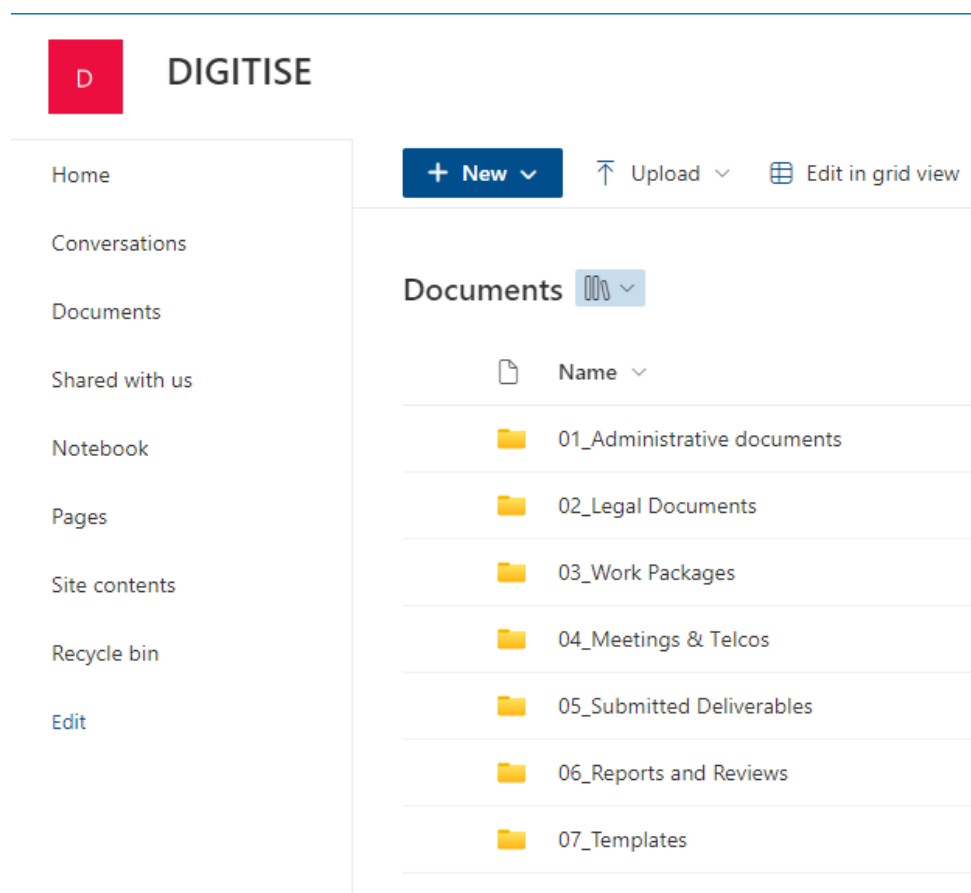 D
DIGITISE
Home
Conversations
Documents
Shared with us
Notebook
Pages
Site contents
Recycle bin
Edit
+ New
Upload
Edit in grid view
Documents
Name
01_Administrative documents
02_Legal Documents
03_Work Packages
04_Meetings & Telcos
05_Submitted Deliverables
06_Reports and Reviews
07_Templates